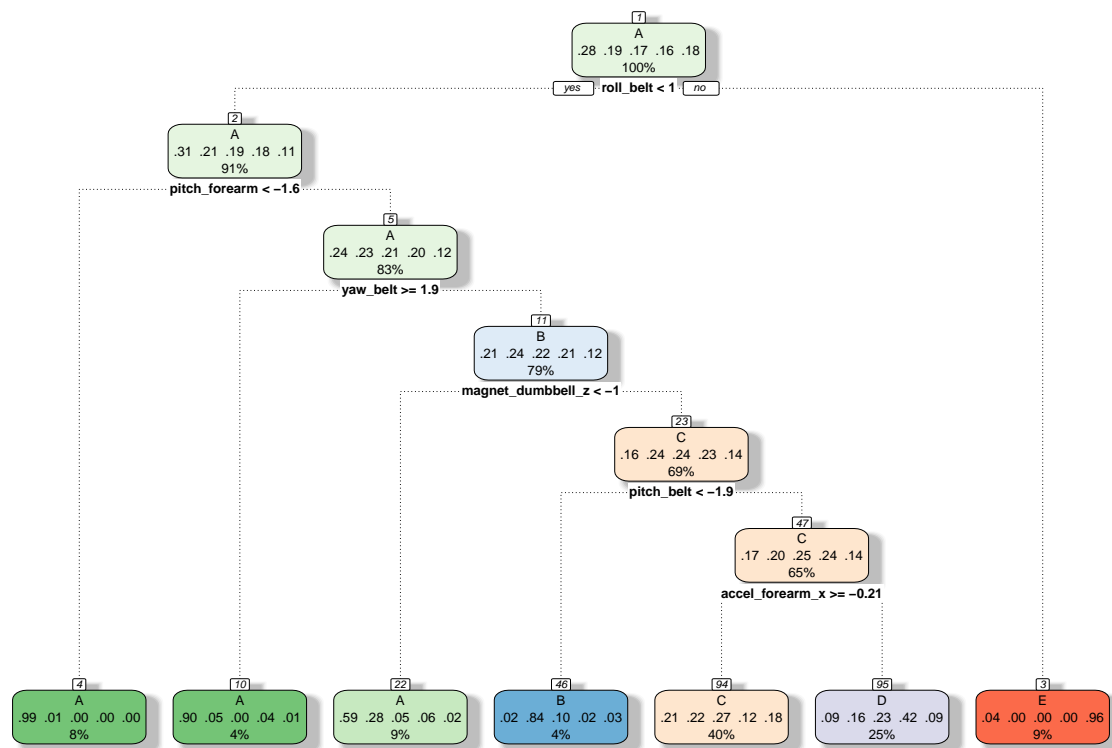 1
A
.28 .19 .17 .16 .18
100%
yes roll_belt < 1 no
2
A
.31 .21 .19 .18 .11
91%
pitch_forearm < −1.6
5
A
.24 .23 .21 .20 .12
83%
yaw_belt >= 1.9
11
B
.21 .24 .22 .21 .12
79%
magnet_dumbbell_z < −1
23
C
.16 .24 .24 .23 .14
69%
pitch_belt < −1.9
47
C
.17 .20 .25 .24 .14
65%
accel_forearm_x >= −0.21
4
A
.99 .01 .00 .00 .00
8%
10
A
.90 .05 .00 .04 .01
4%
22
A
.59 .28 .05 .06 .02
9%
46
B
.02 .84 .10 .02 .03
4%
94
C
.21 .22 .27 .12 .18
40%
95
D
.09 .16 .23 .42 .09
25%
3
E
.04 .00 .00 .00 .96
9%